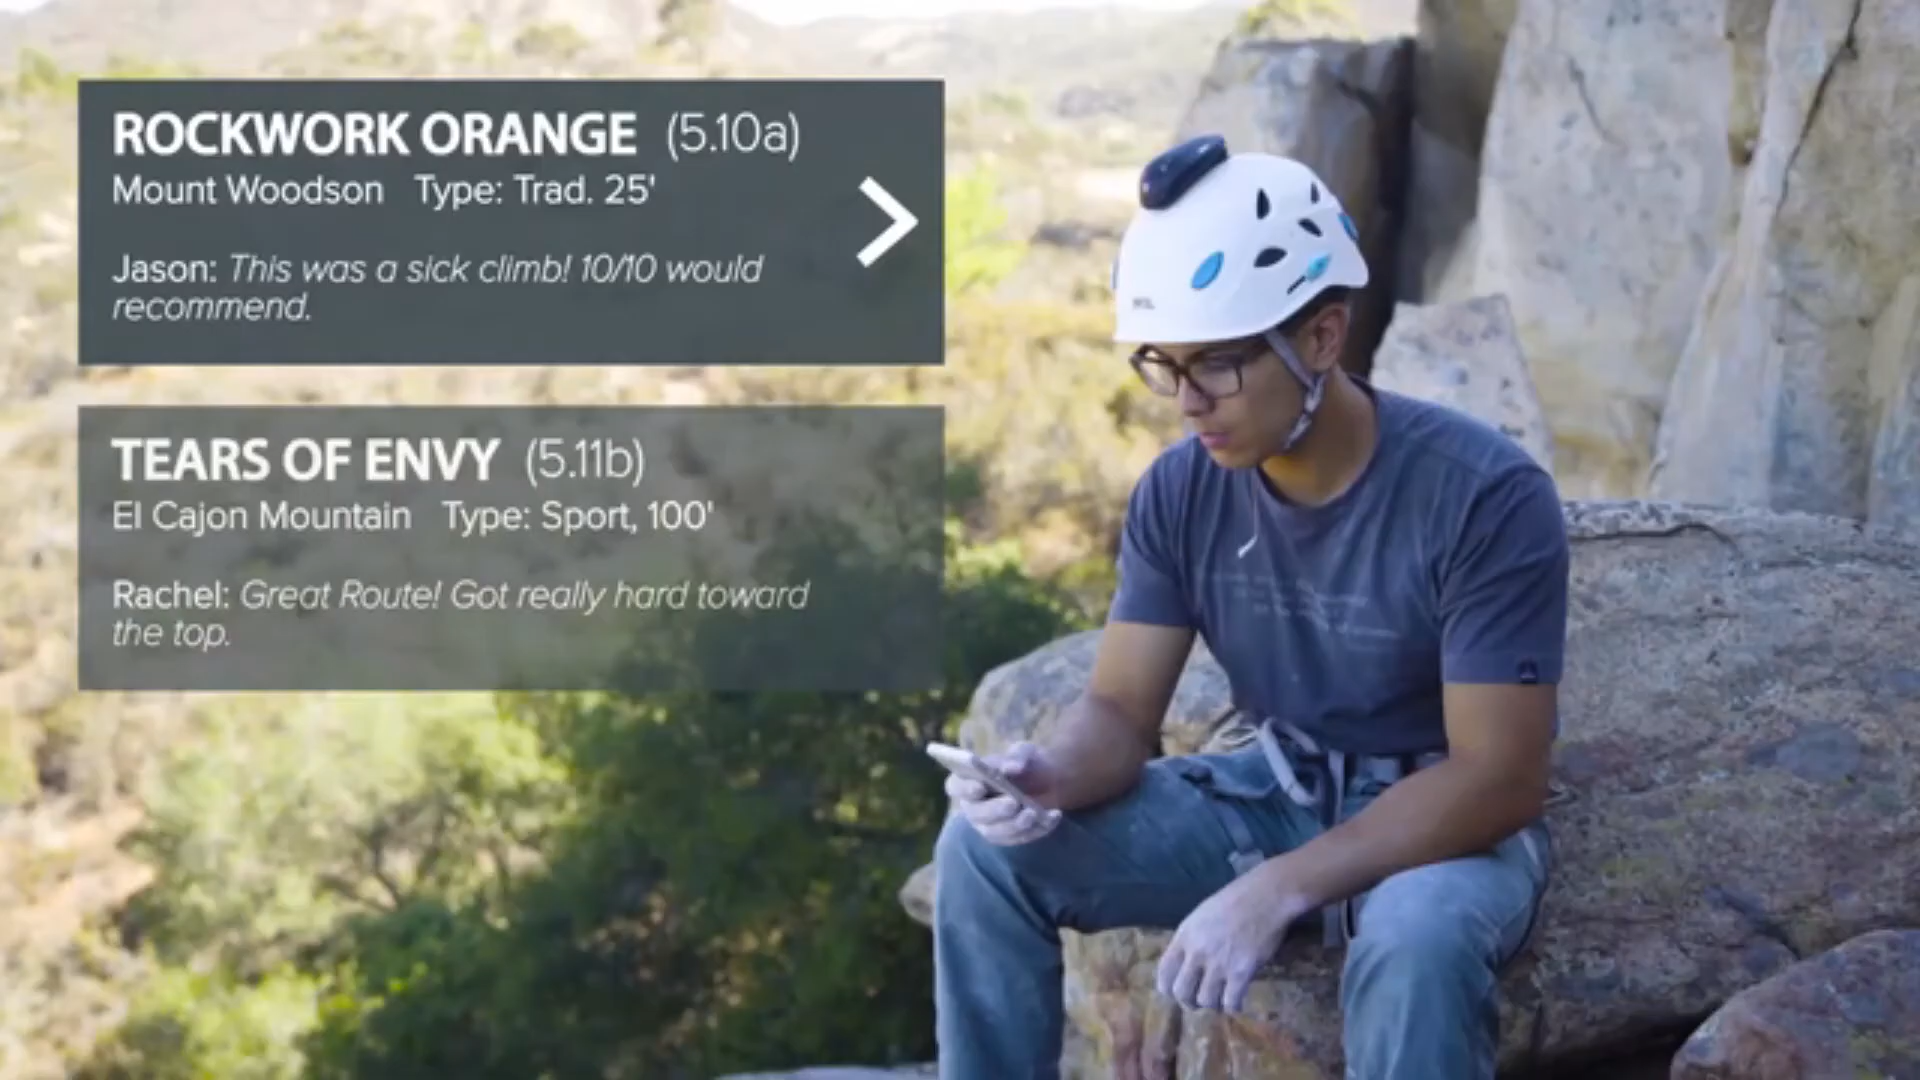 ROCKWORK ORANGE (5.10a)
Mount Woodson Type: Trad. 25'
Jason: This was a sick climb! 10/10 would
recommend.
TEARS OF ENVY (5.11b)
El Cajon Mountain Type: Sport, 100'
Rachel: Great Route! Got really hard toward
the top.